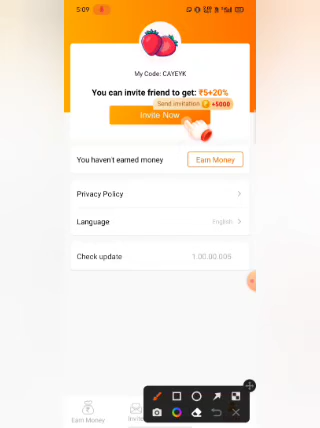 5:09
My Code: CAYEYK
You can invite friend to get: ₹5+20%
Send invitation ₹ +5000
Invite Now
You haven't earned money
Earn Money
Privacy Policy
Language
English
Check update
1.00.00.005
Earn Money
Invite